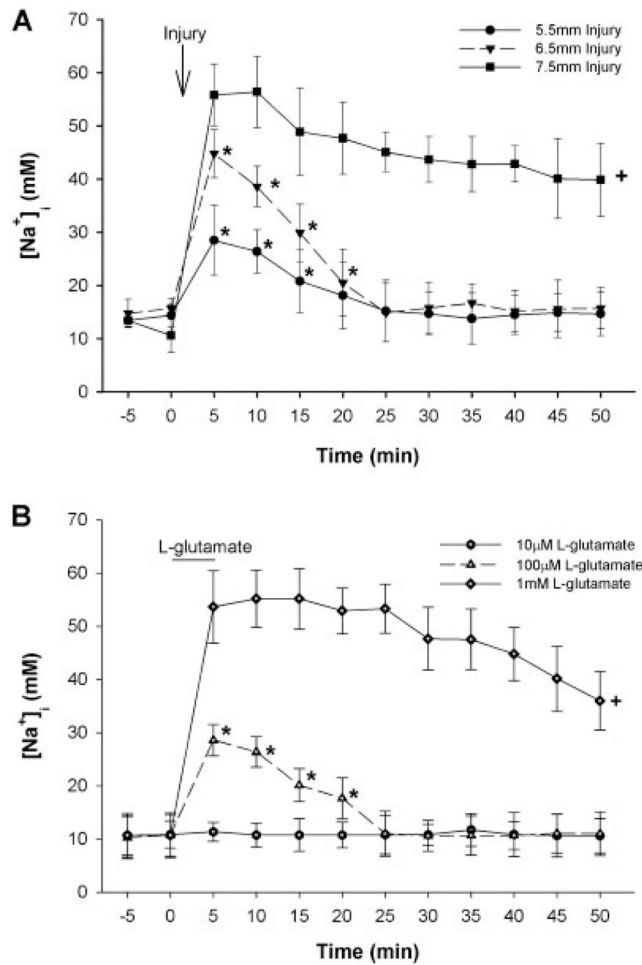 A
Injury
5.5mm Injury
6.5mm Injury
7.5mm Injury
70
60
50
40
30
20
10
0
[Na+]i (mM)
* * * *
* * * *
+
-5 0 5 10 15 20 25 30 35 40 45 50
Time (min)
B
L-glutamate
10µM L-glutamate
100µM L-glutamate
1mM L-glutamate
70
60
50
40
30
20
10
0
[Na+]i (mM)
* * * *
+
-5 0 5 10 15 20 25 30 35 40 45 50
Time (min)